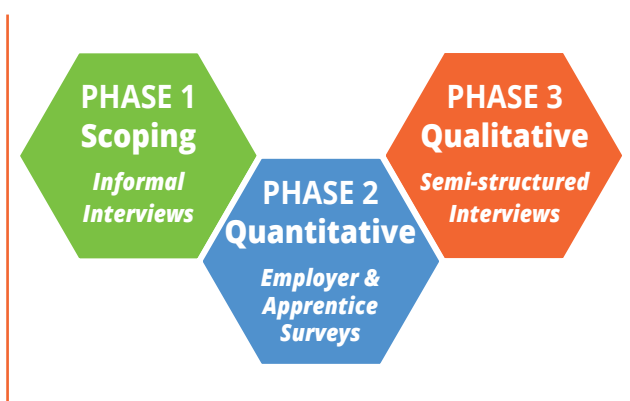 PHASE 1
Scoping
Informal
Interviews
PHASE 2
Quantitative
Employer &
Apprentice
Surveys
PHASE 3
Qualitative
Semi-structured
Interviews